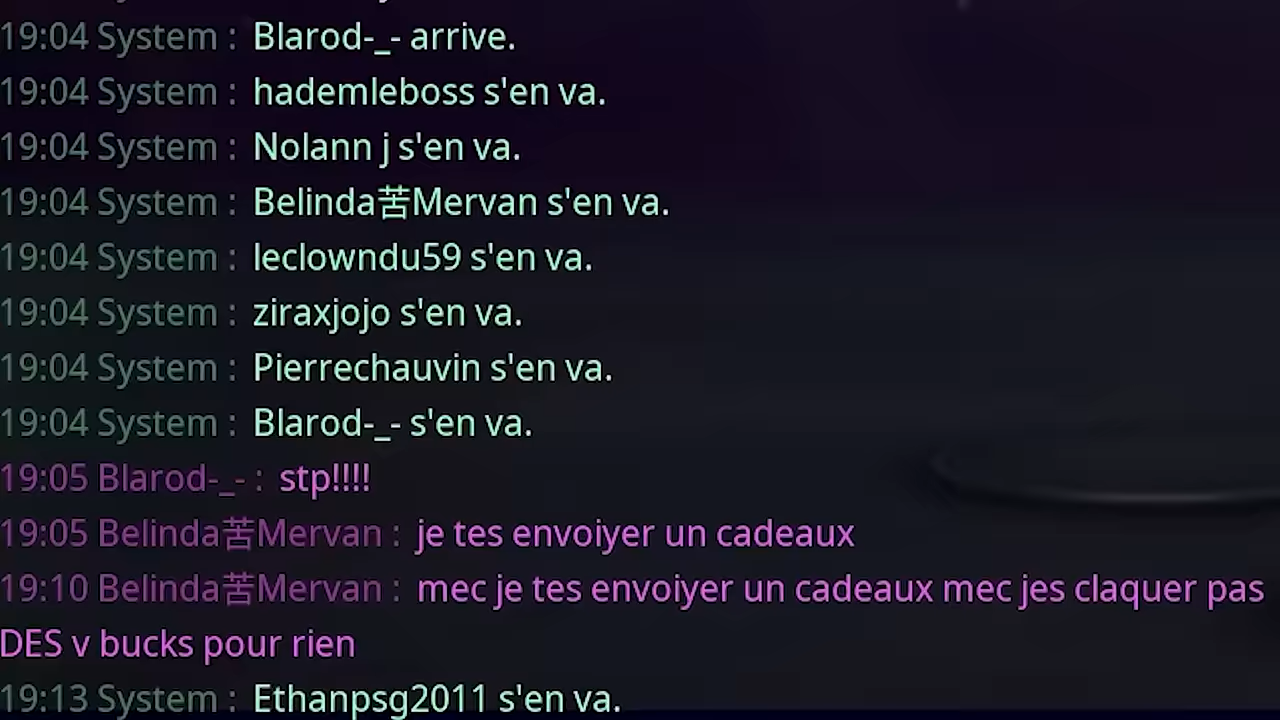 19:04 System : Blarod-_- arrive.
19:04 System : hademleboss s'en va.
19:04 System : Nolann j s'en va.
19:04 System : Belinda苦Mervan s'en va.
19:04 System : leclowndu59 s'en va.
19:04 System : ziraxjojo s'en va.
19:04 System : Pierrechauvin s'en va.
19:04 System : Blarod-_- s'en va.
19:05 Blarod-_- : stp!!!!
19:05 Belinda苦Mervan : je tes envoiyer un cadeaux
19:10 Belinda苦Mervan : mec je tes envoiyer un cadeaux mec jes claquer pas
DES v bucks pour rien
19:13 System : Ethanpsg2011 s'en va.